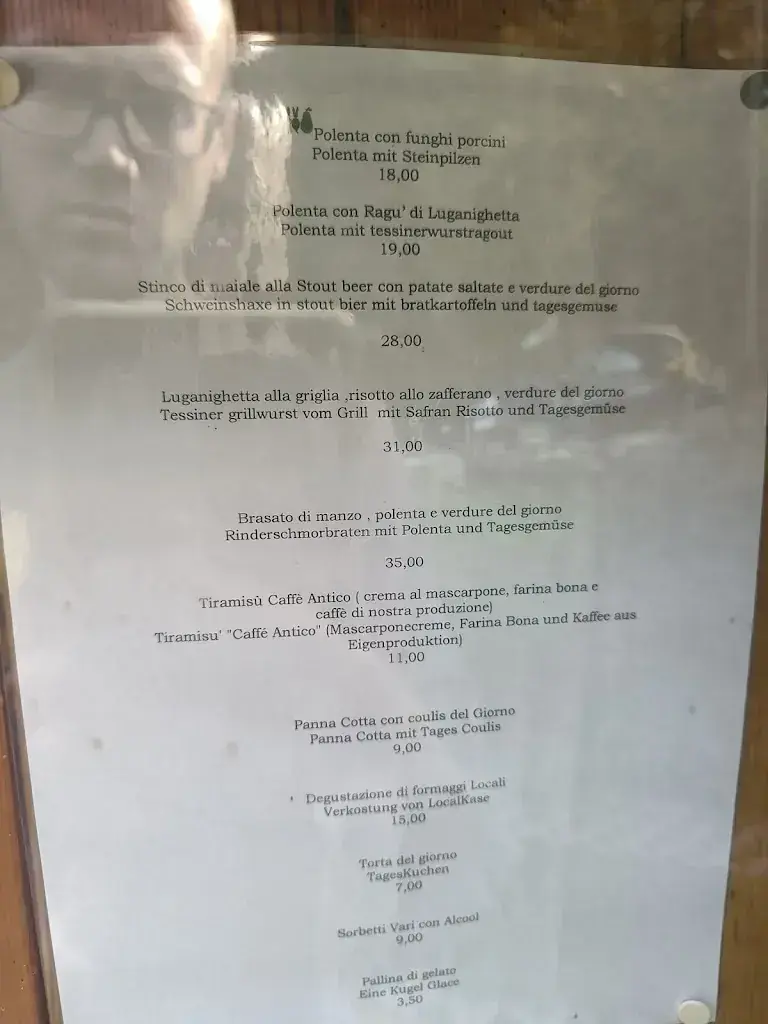 Polenta con funghi porcini
Polenta mit Steinpilzen
18,00
Polenta con Ragu' di Luganighetta
Polenta mit tessinerwurstragout
19,00
Stinco di maiale alla Stout beer con patate saltate e verdure del giorno
Schweinshaxe in stout bier mit bratkartoffeln und tagesgemuse
28,00
Luganighetta alla griglia ,risotto allo zafferano , verdure del giorno
Tessiner grillwurst vom Grill mit Safran Risotto und Tagesgemüse
31,00
Brasato di manzo , polenta e verdure del giorno
Rinderschmorbraten mit Polenta und Tagesgemüse
35,00
Tiramisù Caffè Antico ( crema al mascarpone, farina bona e
caffè di nostra produzione)
Tiramisu' "Caffé Antico" (Mascarponecreme, Farina Bona und Kaffee aus
Eigenproduktion)
11,00
Panna Cotta con coulis del Giorno
Panna Cotta mit Tages Coulis
9,00
Degustazione di formaggi Locali
Verkostung von LocalKase
15,00
Torta del giorno
TagesKuchen
7,00
Sorbetti Vari con Alcool
9,00
Pallina di gelato
Eine Kugel Glace
3,50